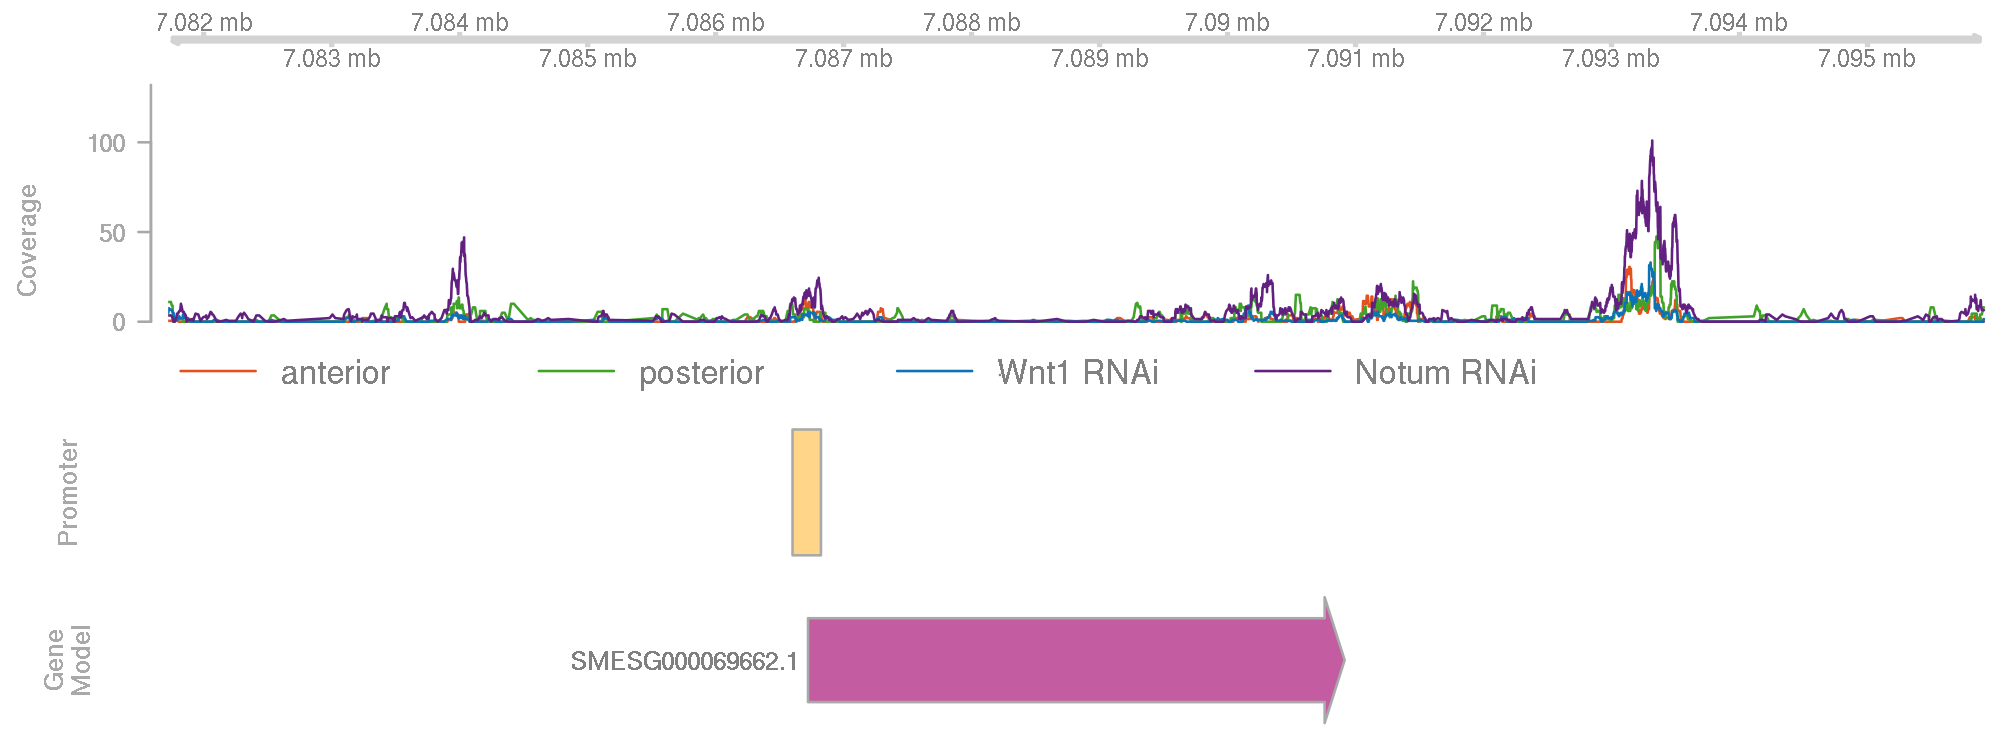 7.082 mb 7.084 mb 7.086 mb 7.088 mb 7.09 mb 7.092 mb 7.094 mb
7.083 mb 7.085 mb 7.087 mb 7.089 mb 7.091 mb 7.093 mb 7.095 mb
Coverage
100
50
0
anterior posterior Wnt1 RNAi Notum RNAi
Promoter
Gene
Model
SMESG000069662.1